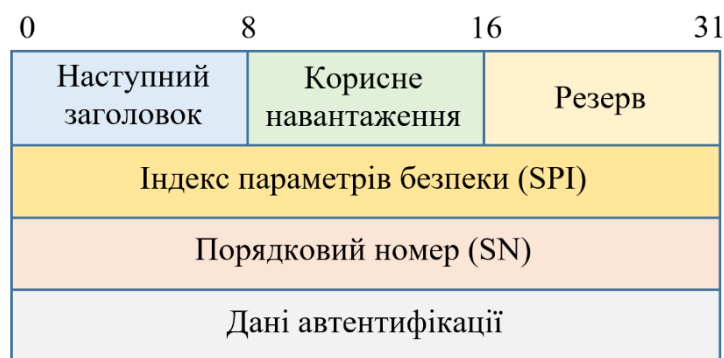 0 8 16 31
Наступний
заголовок
Корисне
навантаження
Резерв
Індекс параметрів безпеки (SPI)
Порядковий номер (SN)
Дані автентифікації